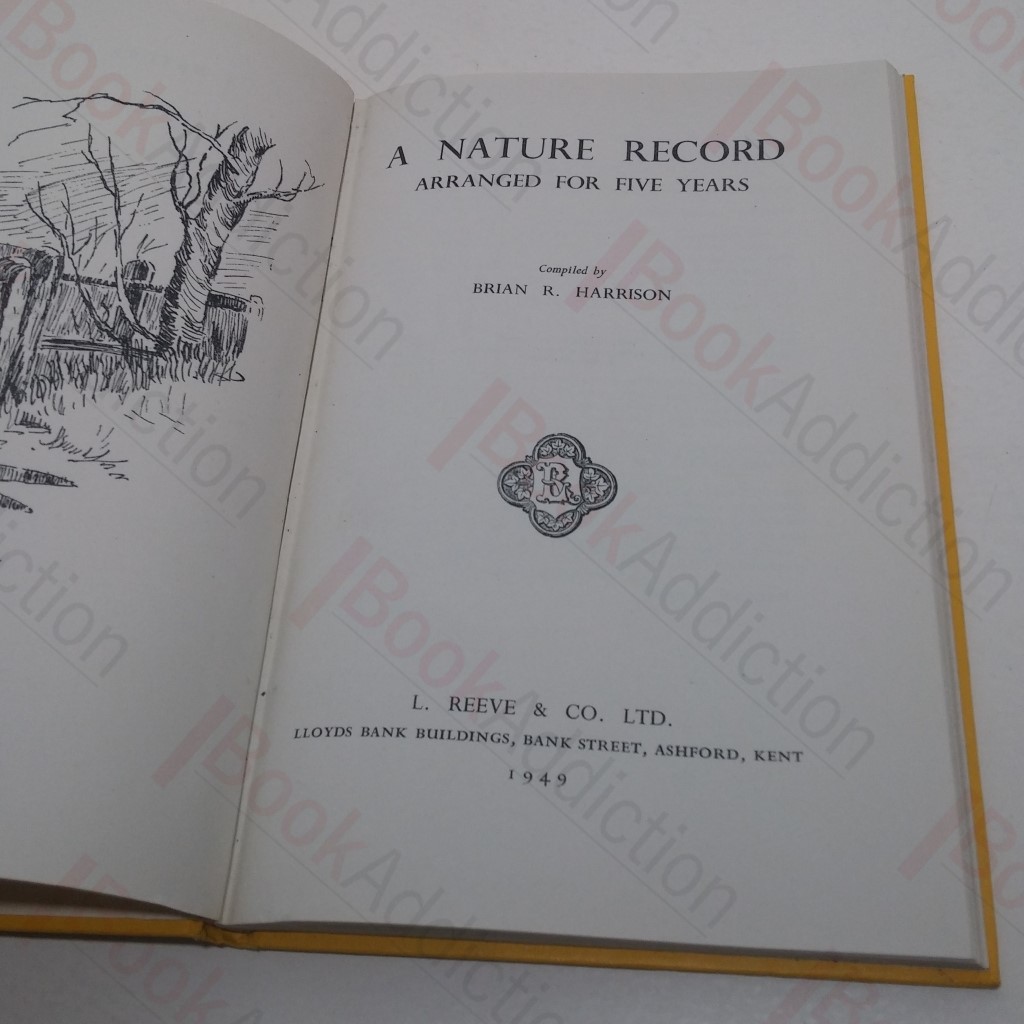 A NATURE RECORD
ARRANGED FOR FIVE YEARS
Compiled by
BRIAN R. HARRISON
L. REEVE & CO. LTD.
LLOYDS BANK BUILDINGS, BANK STREET, ASHFORD, KENT
1949
BookAddiction